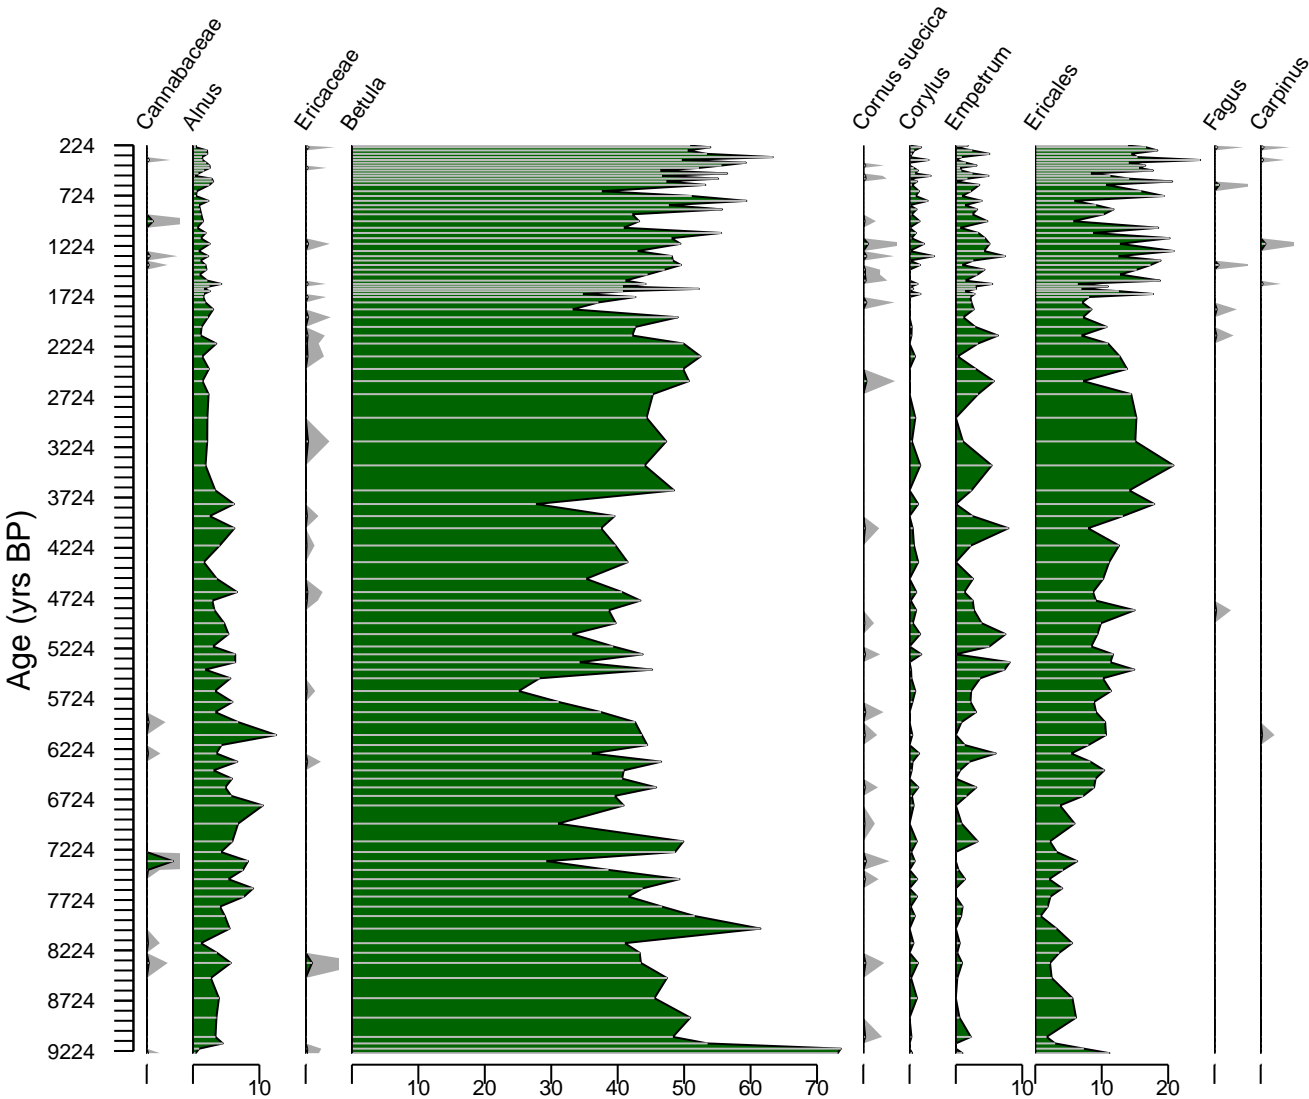 Cannabaceae
Alnus
Ericaceae
Betula
Cornus suecica
Corylus
Empetrum
Ericales
Fagus
Carpinus
Age (yrs BP)
224
724
1224
1724
2224
2724
3224
3724
4224
4724
5224
5724
6224
6724
7224
7724
8224
8724
9224
10 10 20 30 40 50 60 70 10 10 20